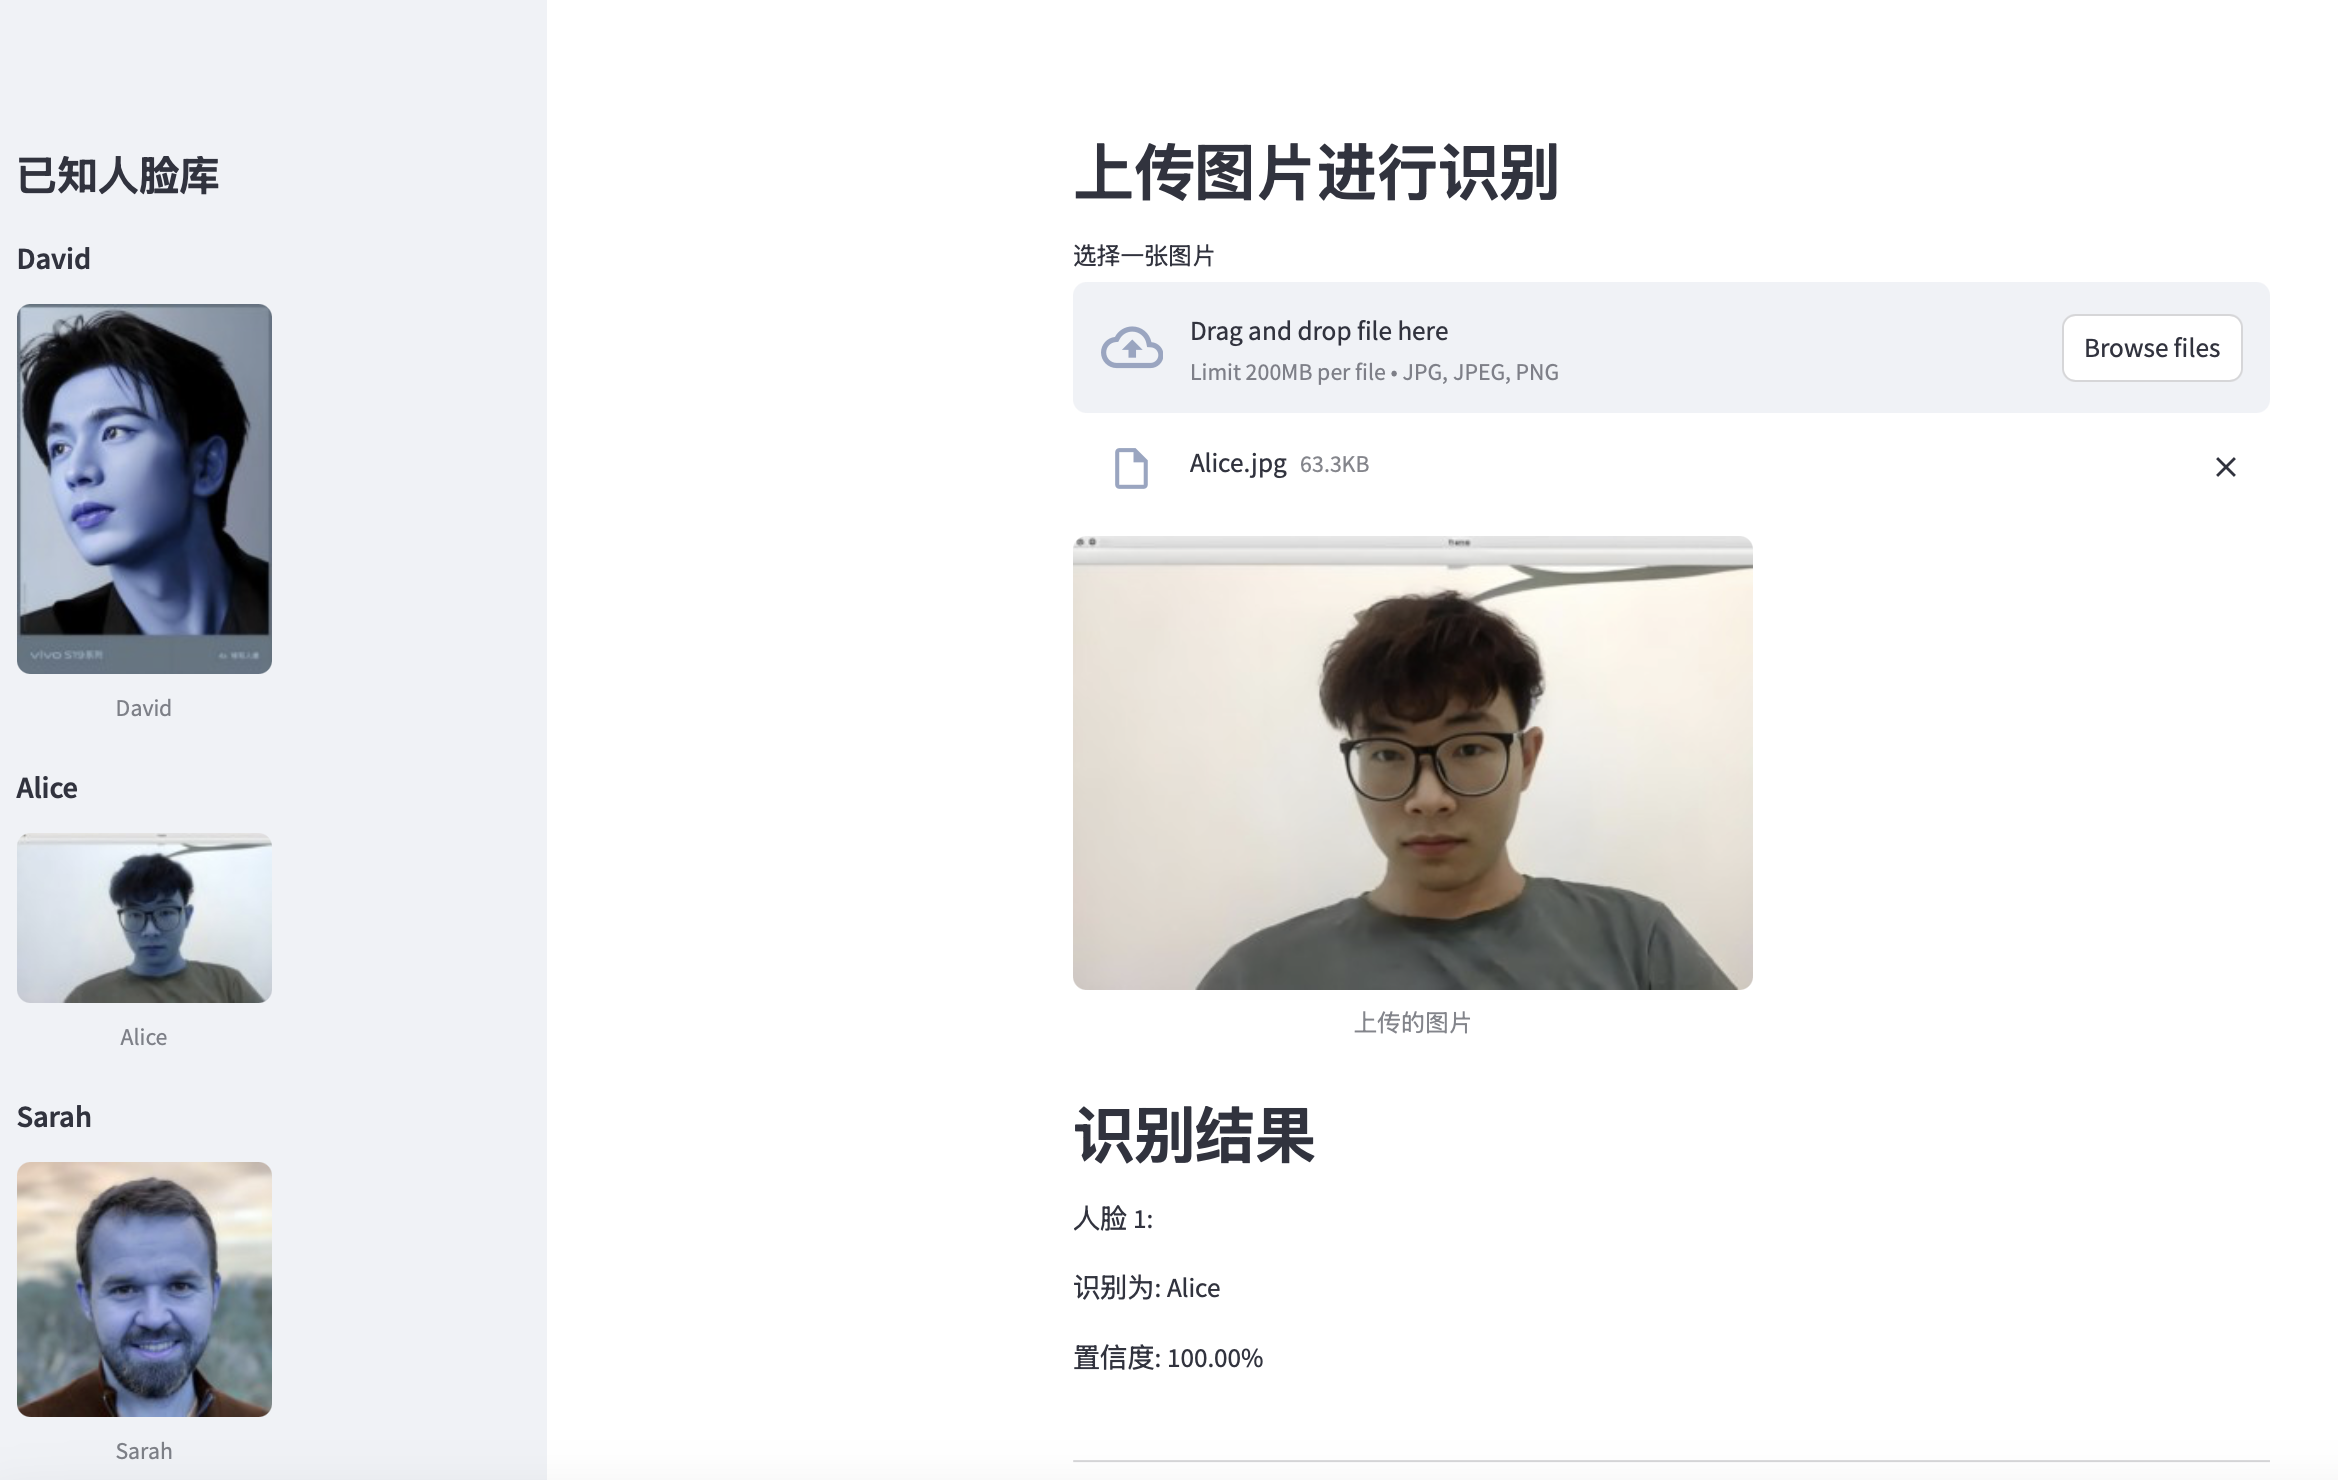 已知人脸库
David
vivo S19系列
David
Alice
Alice
Sarah
Sarah
上传图片进行识别
选择一张图片
Drag and drop file here
Limit 200MB per file • JPG, JPEG, PNG
Browse files
Alice.jpg 63.3KB
frame
上传的图片
识别结果
人脸 1:
识别为: Alice
置信度: 100.00%